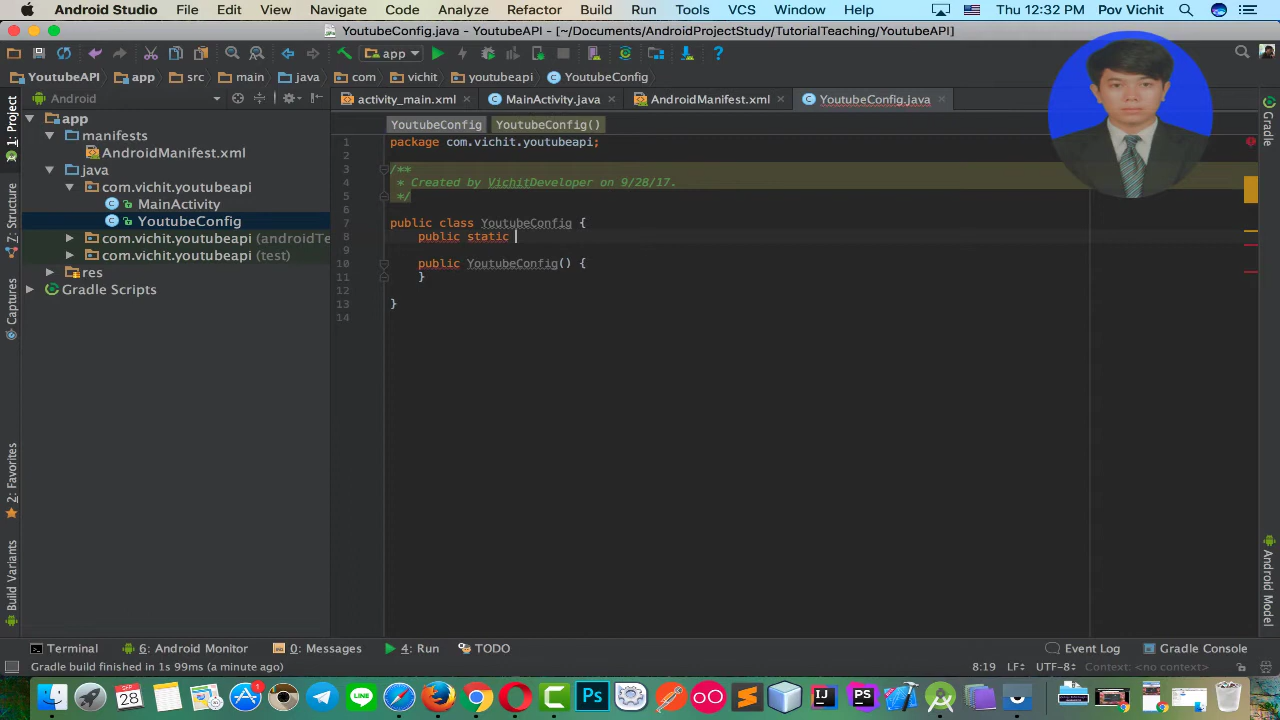 Android Studio File Edit View Navigate Code Analyze Refactor Build Run Tools VCS Window Help Thu 12:32 PM Pov Vichit
YoutubeConfig.java - YoutubeAPI - [~/Documents/AndroidProjectStudy/TutorialTeaching/YoutubeAPI]
app
YoutubeAPI app src main java com vichit youtubeapi YoutubeConfig
Android activity_main.xml MainActivity.java AndroidManifest.xml YoutubeConfig.java
YoutubeConfig YoutubeConfig()
1: Project
Z: Structure
Captures
2: Favorites
Build Variants
app
manifests
AndroidManifest.xml
java
com.vichit.youtubeapi
MainActivity
YoutubeConfig
com.vichit.youtubeapi (androidTe
com.vichit.youtubeapi (test)
res
Gradle Scripts
1 package com.vichit.youtubeapi;
2
3 /**
4 * Created by VichitDeveloper on 9/28/17.
5 */
6
7 public class YoutubeConfig {
8 public static
9
10 public YoutubeConfig() {
11 }
12
13 }
14
Gradle
Android Model
Terminal 6: Android Monitor 0: Messages 4: Run TODO Event Log Gradle Console
Gradle build finished in 1s 99ms (a minute ago) 8:19 LF UTF-8 Context: <no context>
SEP
28 1 LINE Ps IJ PS